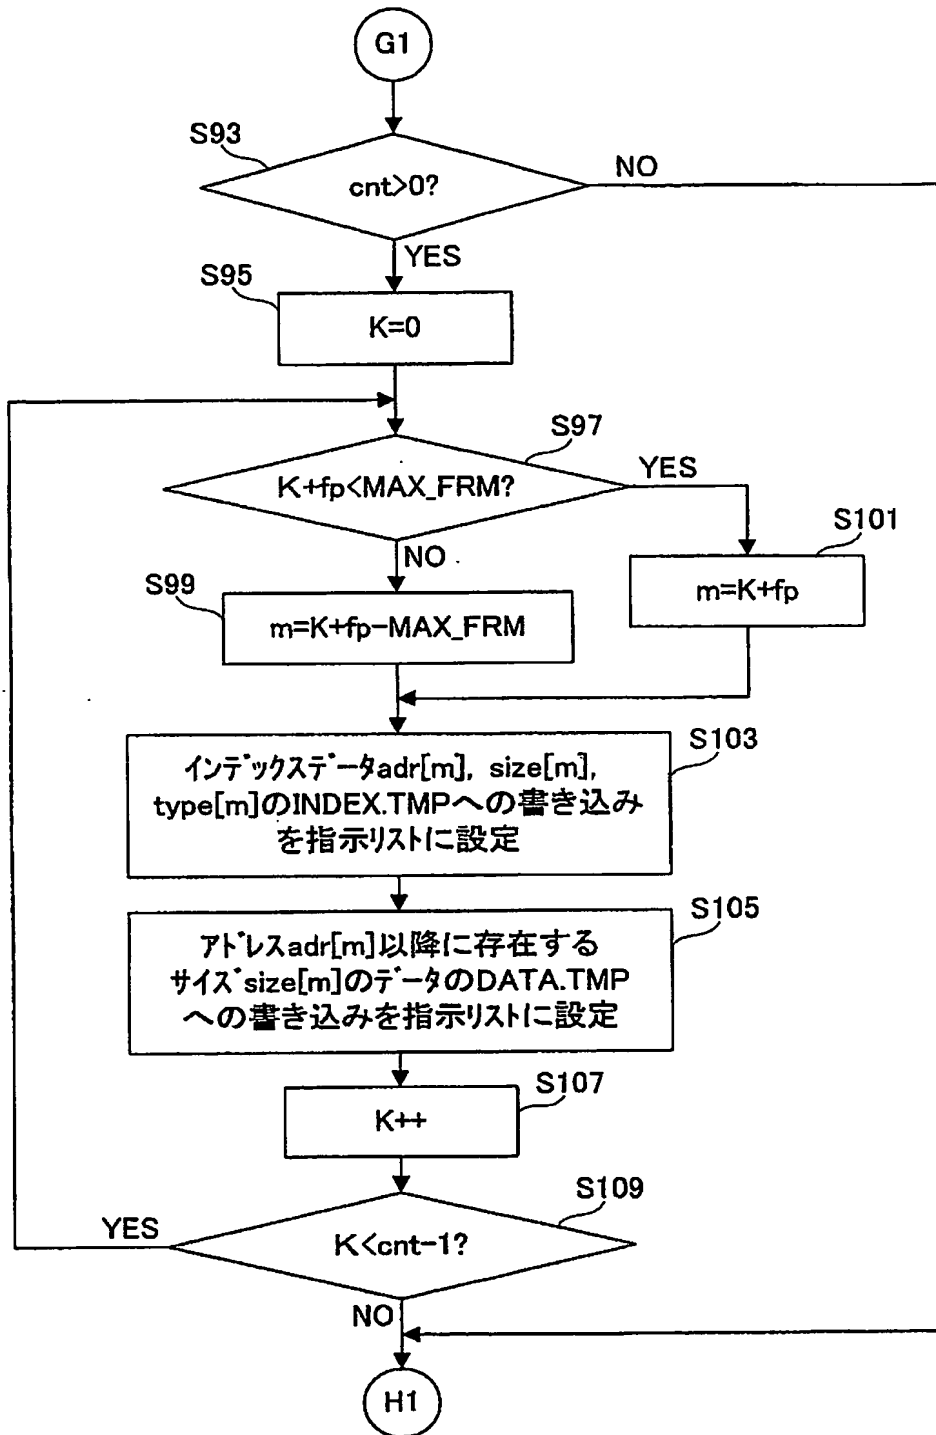 G1
S93
cnt>0?
NO
YES
S95
K=0
S97
K+fp<MAX_FRM?
YES
NO
S101
m=K+fp
S99
m=K+fp-MAX_FRM
S103
インデックスデータadr[m], size[m],
type[m]のINDEX.TMPへの書き込み
を指示リストに設定
S105
アドレスadr[m]以降に存在する
サイズsize[m]のデータのDATA.TMP
への書き込みを指示リストに設定
S107
K++
S109
YES
K<cnt-1?
NO
H1